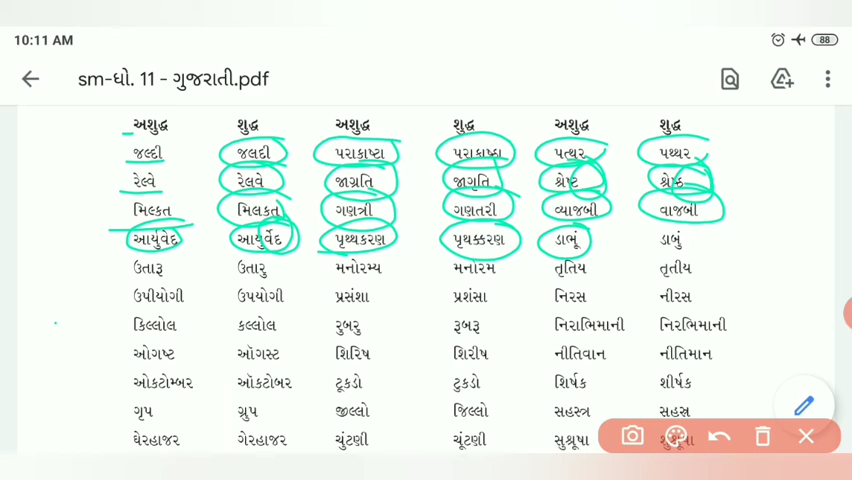 10:11 AM
88
sm-ધો. 11 - ગુજરાતી.pdf
અશુદ્ધ શુદ્ધ અશુદ્ધ શુદ્ધ અશુદ્ધ શુદ્ધ
જલ્દી જલદી પરાકાષ્ટા પરાકાષ્ઠા પત્થર પથ્થર
રેલ્વે રેલવે જાગ્રતિ જાગૃતિ શ્રેષ્ટ શ્રેષ્ઠ
મિલ્કત મિલકત ગણત્રી ગણતરી વ્યાજબી વાજબી
આર્યુવેદ આયુર્વેદ પૃથ્થકરણ પૃથક્કરણ ડાભૂં ડાબું
ઉતારૂ ઉતારુ મનોરમ્ય મનોરમ તૃતિય તૃતીય
ઉપીયોગી ઉપયોગી પ્રસંશા પ્રશંસા નિરસ નીરસ
કિલ્લોલ કલ્લોલ રુબરુ રૂબરૂ નિરાભિમાની નિરભિમાની
ઓગષ્ટ ઑગસ્ટ શિરિષ શિરીષ નીતિવાન નીતિમાન
ઓકટોમ્બર ઑકટોબર ટૂકડો ટુકડો શિર્ષક શીર્ષક
ગૃપ ગ્રુપ જીલ્લો જિલ્લો સહસ્ત્ર સહસ્ર
ઘેરહાજર ગેરહાજર ચુંટણી ચૂંટણી સુશ્રૂષા શુશ્રૂષા